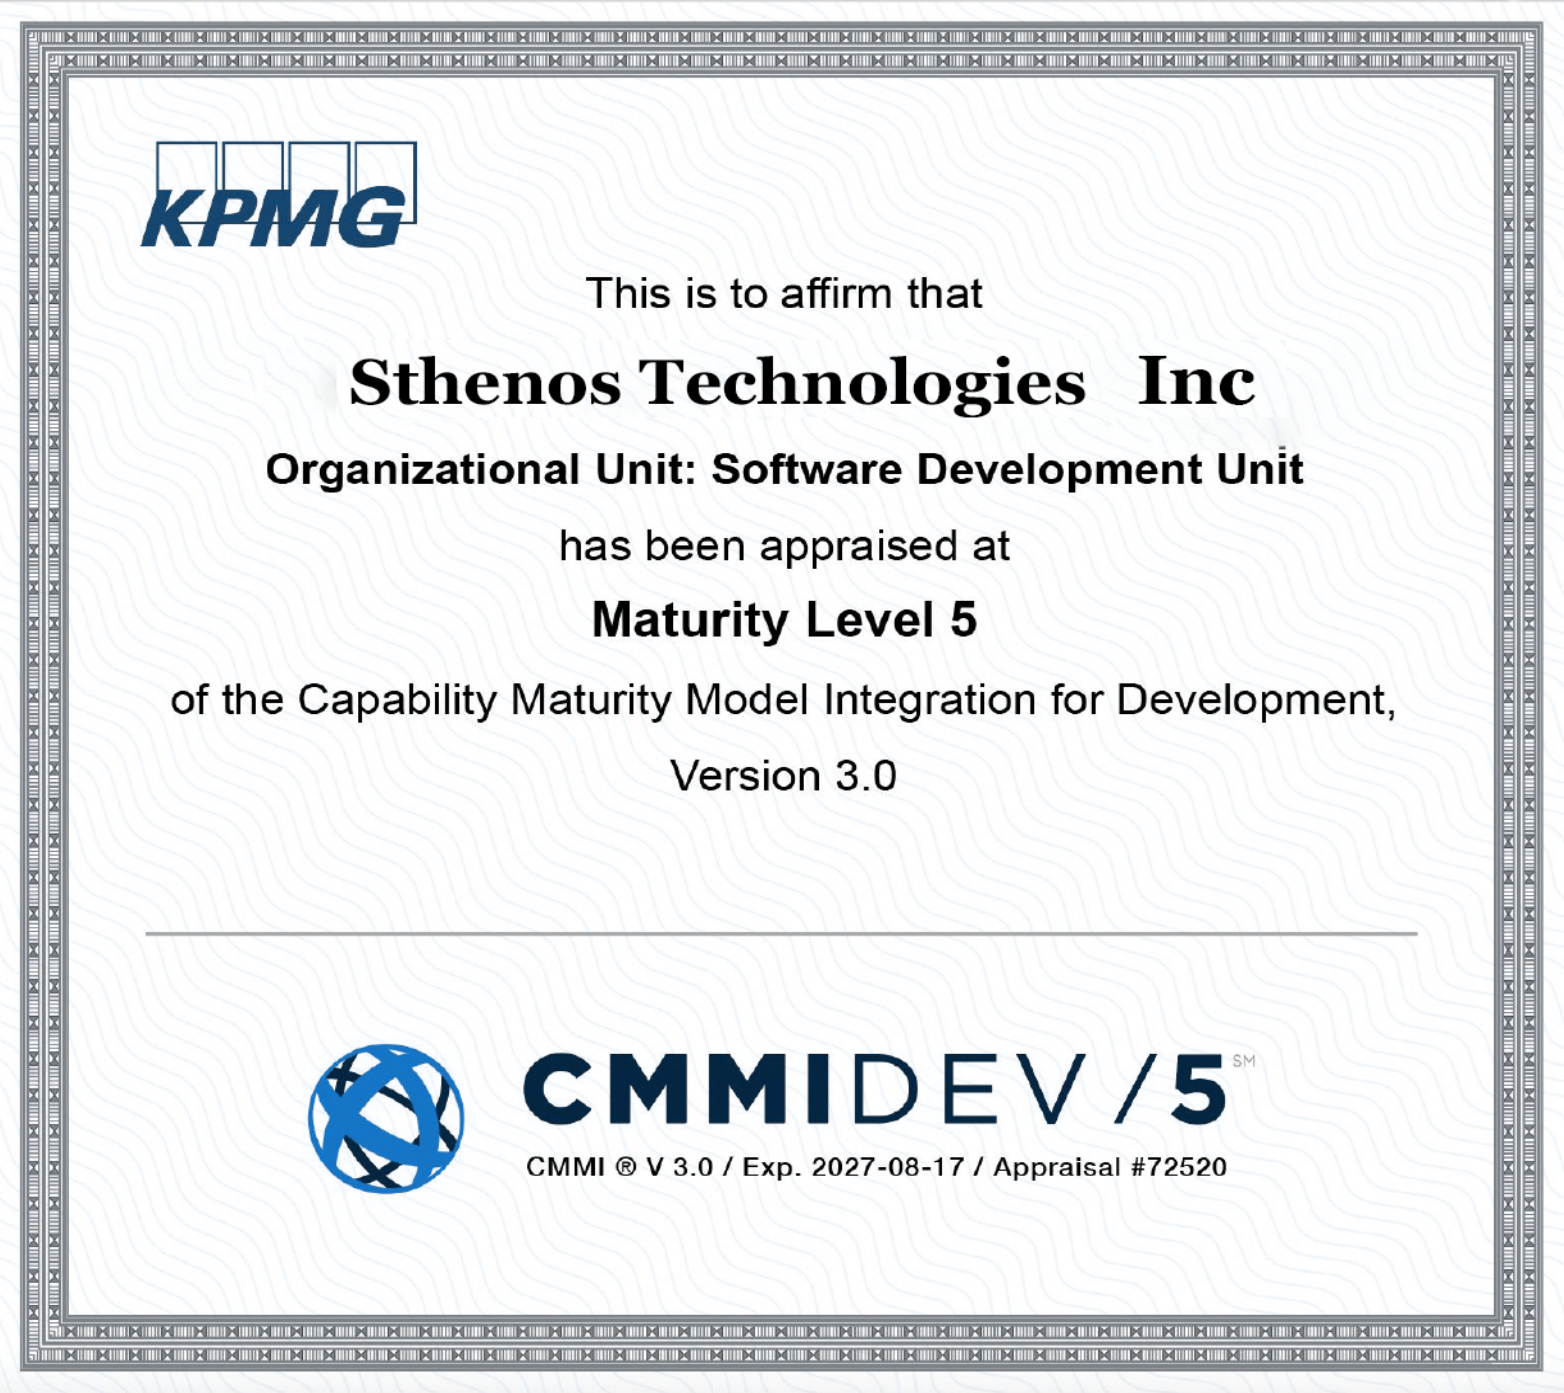 KPMG
This is to affirm that
Sthenos Technologies Inc
Organizational Unit: Software Development Unit
has been appraised at
Maturity Level 5
of the Capability Maturity Model Integration for Development,
Version 3.0
CMMIDEV/5 SM
CMMI ® V 3.0 / Exp. 2027-08-17 / Appraisal #72520